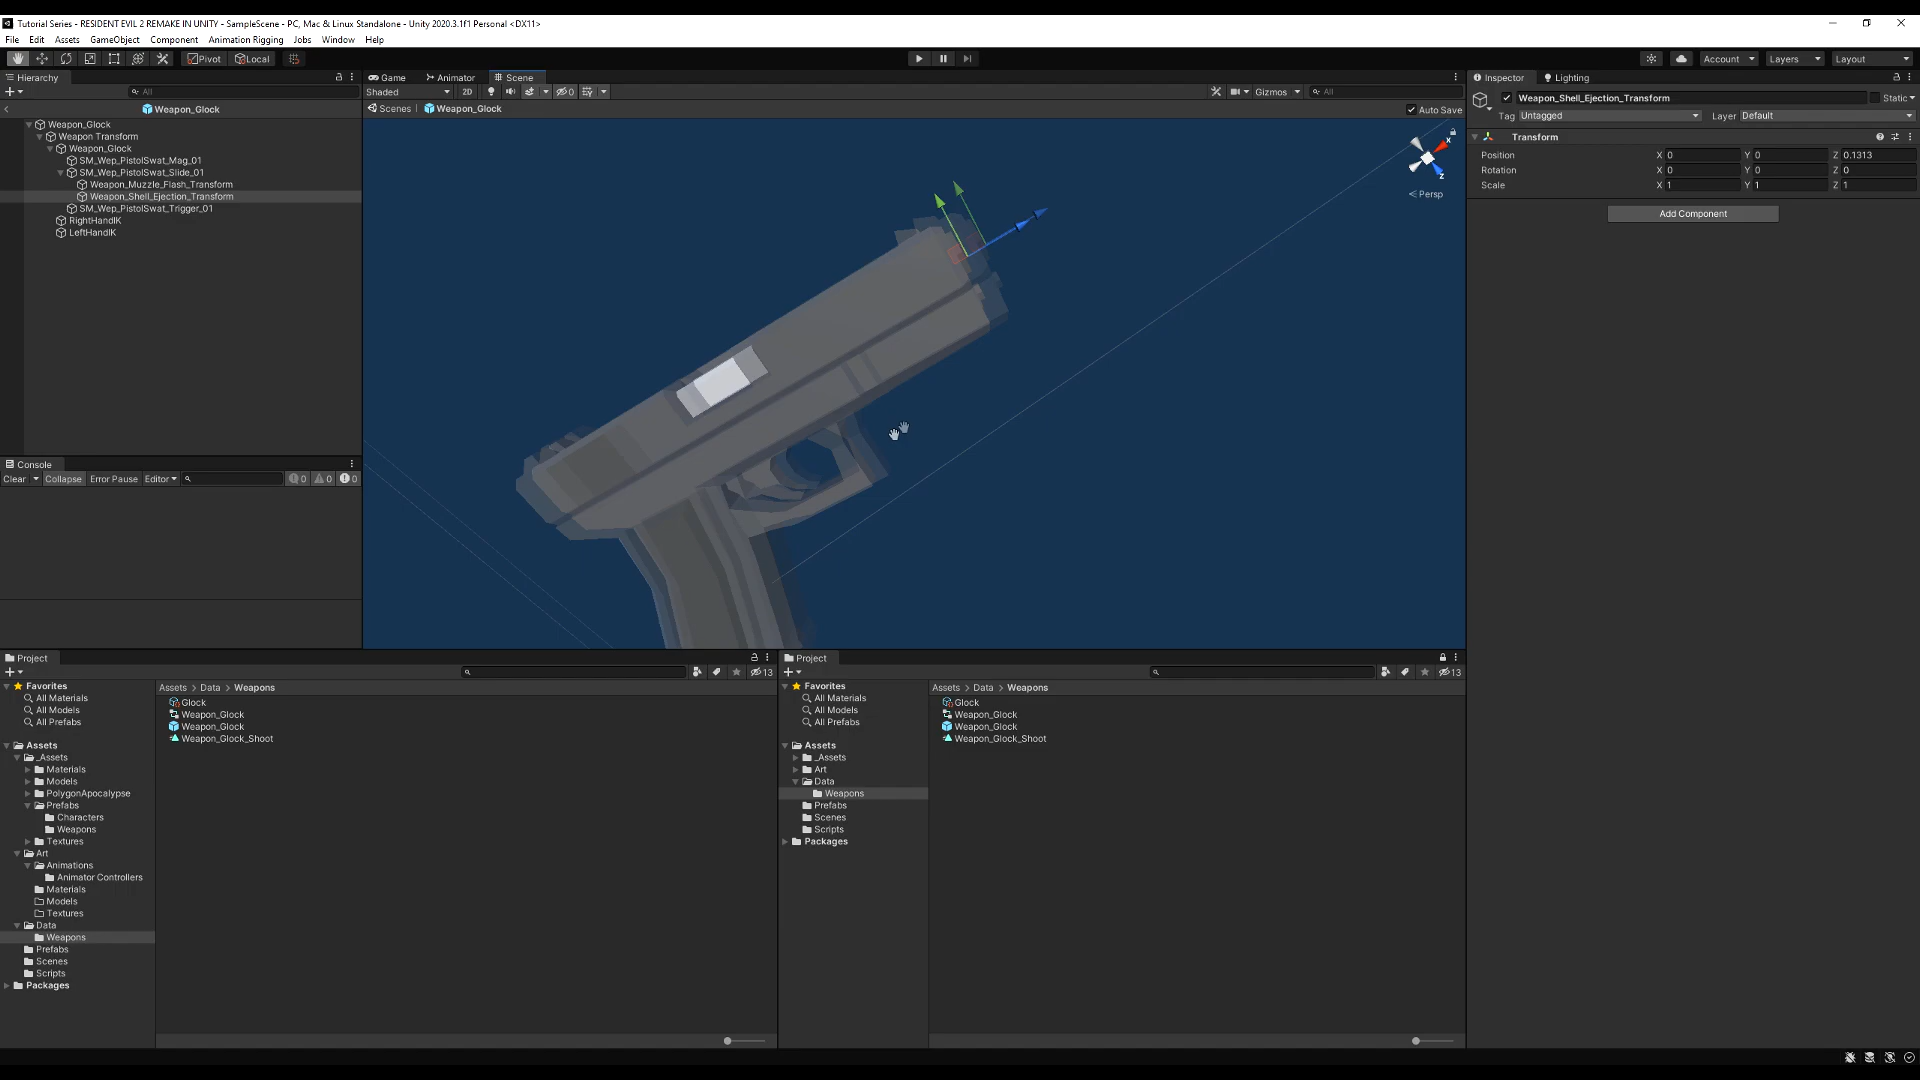 Tutorial Series - RESIDENT EVIL 2 REMAKE IN UNITY - SampleScene - PC, Mac & Linux Standalone - Unity 2020.3.1f1 Personal <DX11>
File Edit Assets GameObject Component Animation Rigging Jobs Window Help
Pivot Local Account Layers Layout
Hierarchy
All
Weapon_Glock
Weapon_Glock
Weapon Transform
Weapon_Glock
SM_Wep_PistolSwat_Mag_01
SM_Wep_PistolSwat_Slide_01
Weapon_Muzzle_Flash_Transform
Weapon_Shell_Ejection_Transform
SM_Wep_PistolSwat_Trigger_01
RightHandIK
LeftHandIK
Game Animator Scene
Shaded 2D 0 Gizmos All
Scenes Weapon_Glock Auto Save
x
z
Persp
Inspector Lighting
Weapon_Shell_Ejection_Transform Static
Tag Untagged Layer Default
Transform
Position X 0 Y 0 Z 0.1313
Rotation X 0 Y 0 Z 0
Scale X 1 Y 1 Z 1
Add Component
Console
Clear Collapse Error Pause Editor 0 0 0
Project
13
Favorites
All Materials
All Models
All Prefabs
Assets
_Assets
Materials
Models
PolygonApocalypse
Prefabs
Characters
Weapons
Textures
Art
Animations
Animator Controllers
Materials
Models
Textures
Data
Weapons
Prefabs
Scenes
Scripts
Packages
Assets > Data > Weapons
Glock
Weapon_Glock
Weapon_Glock
Weapon_Glock_Shoot
Project
13
Favorites
All Materials
All Models
All Prefabs
Assets
_Assets
Art
Data
Weapons
Prefabs
Scenes
Scripts
Packages
Assets > Data > Weapons
Glock
Weapon_Glock
Weapon_Glock
Weapon_Glock_Shoot